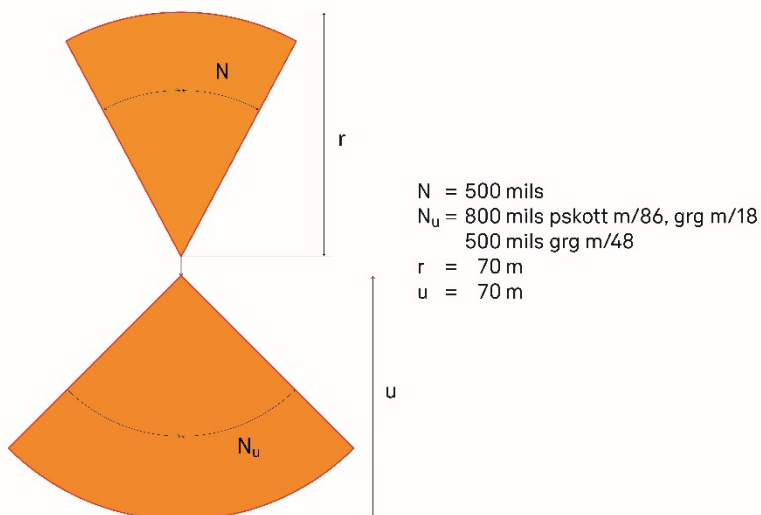 N
r
N = 500 mils
Nu = 800 mils pskott m/86, grg m/18
500 mils grg m/48
r = 70 m
u = 70 m
u
Nu